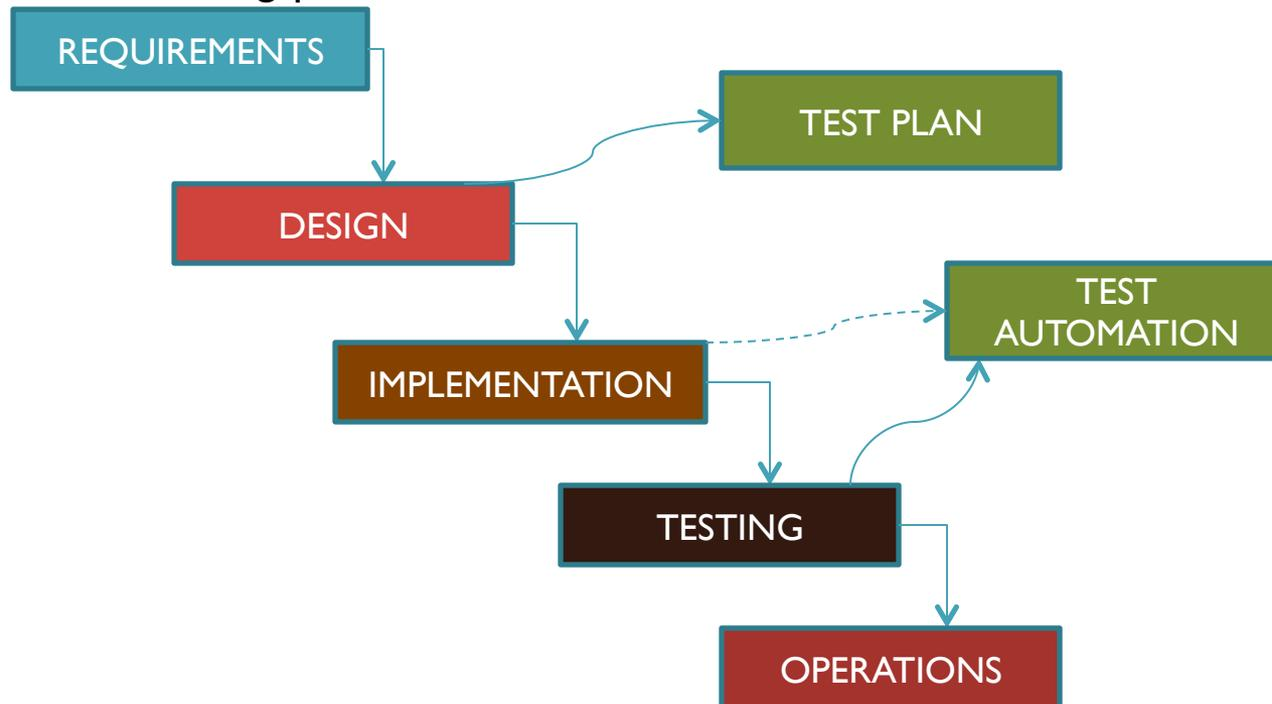 REQUIREMENTS
TEST PLAN
DESIGN
TEST
AUTOMATION
IMPLEMENTATION
TESTING
OPERATIONS